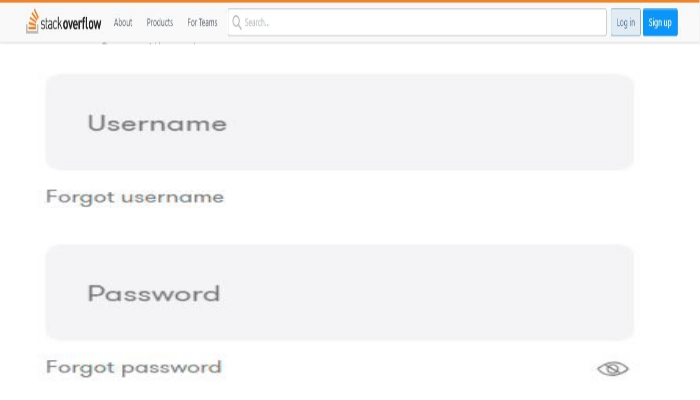 stackoverflow About Products For Teams Search... Log in Sign up
Username
Forgot username
Password
Forgot password